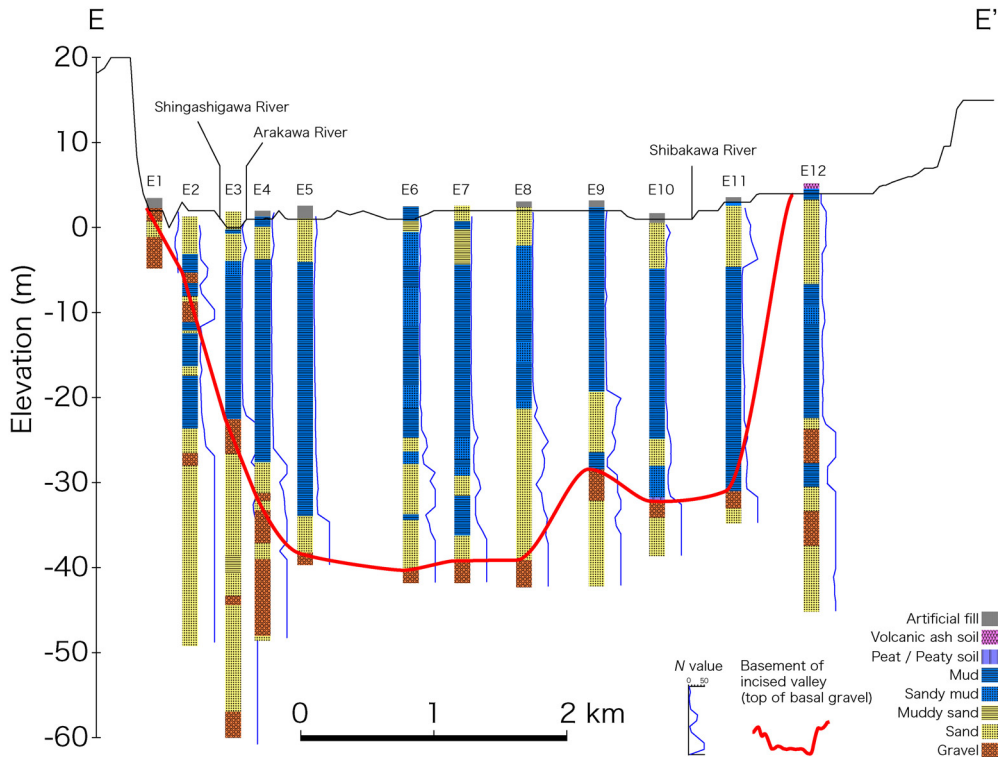 E
E'
20
10
0
-10
-20
-30
-40
-50
-60
Elevation (m)
Shingashigawa River
Arakawa River
Shibakawa River
E1
E2
E3
E4
E5
E6
E7
E8
E9
E10
E11
E12
0
1
2 km
N value
0
50
Basement of
incised valley
(top of basal gravel)
Artificial fill
Volcanic ash soil
Peat / Peaty soil
Mud
Sandy mud
Muddy sand
Sand
Gravel